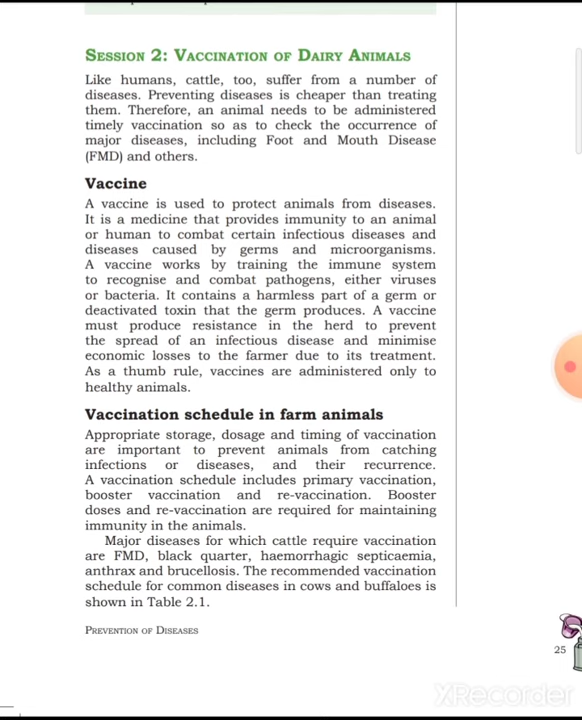 SESSION 2: VACCINATION OF DAIRY ANIMALS
Like humans, cattle, too, suffer from a number of
diseases. Preventing diseases is cheaper than treating
them. Therefore, an animal needs to be administered
timely vaccination so as to check the occurrence of
major diseases, including Foot and Mouth Disease
(FMD) and others.
Vaccine
A vaccine is used to protect animals from diseases.
It is a medicine that provides immunity to an animal
or human to combat certain infectious diseases and
diseases caused by germs and microorganisms.
A vaccine works by training the immune system
to recognise and combat pathogens, either viruses
or bacteria. It contains a harmless part of a germ or
deactivated toxin that the germ produces. A vaccine
must produce resistance in the herd to prevent
the spread of an infectious disease and minimise
economic losses to the farmer due to its treatment.
As a thumb rule, vaccines are administered only to
healthy animals.
Vaccination schedule in farm animals
Appropriate storage, dosage and timing of vaccination
are important to prevent animals from catching
infections or diseases, and their recurrence.
A vaccination schedule includes primary vaccination,
booster vaccination and re-vaccination. Booster
doses and re-vaccination are required for maintaining
immunity in the animals.
Major diseases for which cattle require vaccination
are FMD, black quarter, haemorrhagic septicaemia,
anthrax and brucellosis. The recommended vaccination
schedule for common diseases in cows and buffaloes is
shown in Table 2.1.
PREVENTION OF DISEASES
25
XRecorder